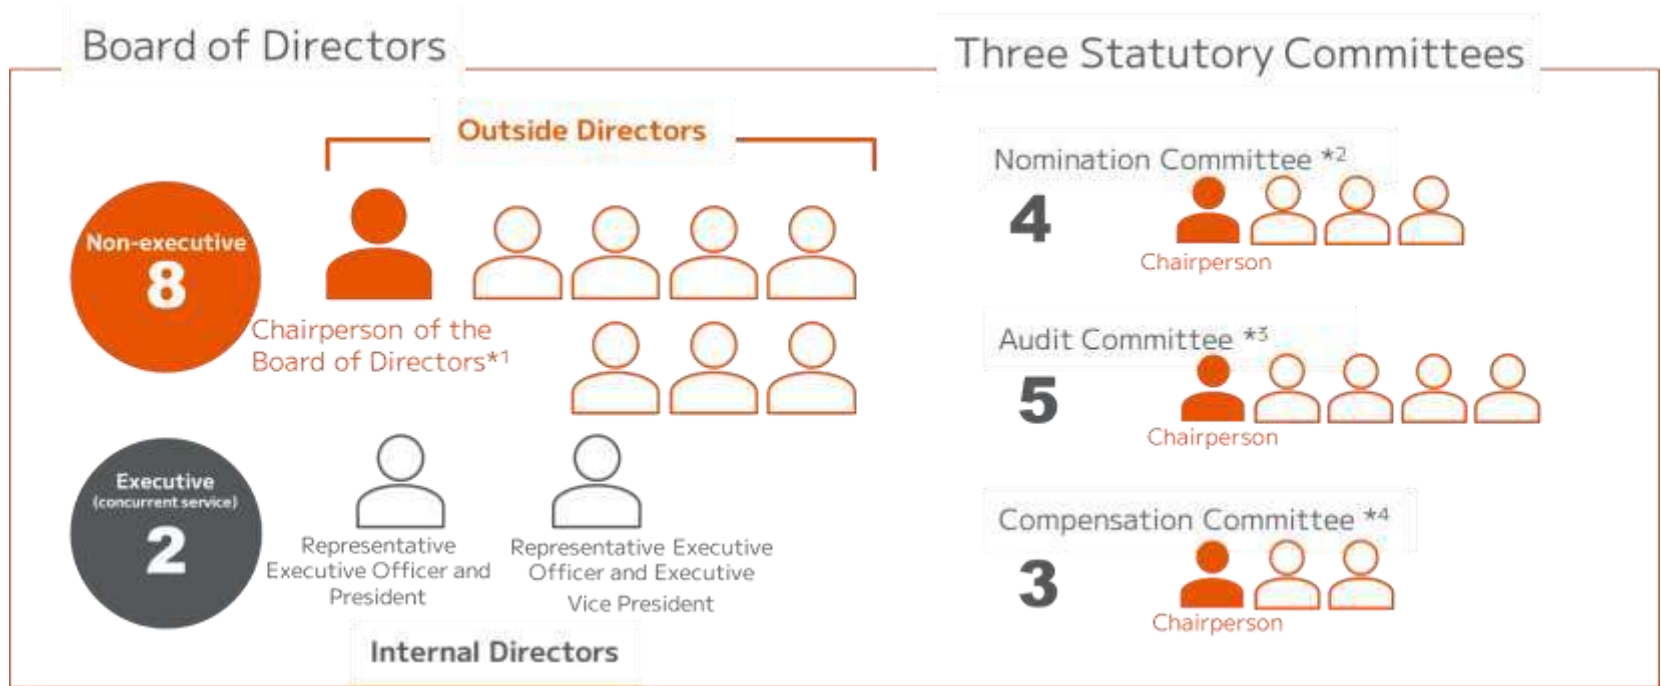 Board of Directors
Outside Directors
Non-executive
8
Chairperson of the
Board of Directors*1
Executive
(concurrent service)
2
Representative
Executive Officer and
President
Representative Executive
Officer and Executive
Vice President
Internal Directors
Three Statutory Committees
Nomination Committee *2
4
Chairperson
Audit Committee *3
5
Chairperson
Compensation Committee *4
3
Chairperson